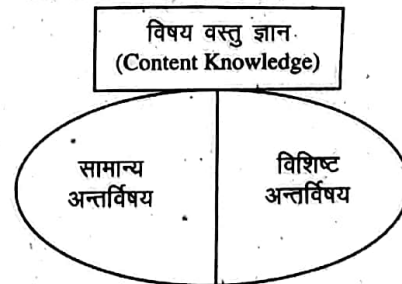 विषय वस्तु ज्ञान
(Content Knowledge)
सामान्य
अन्तर्विषय
विशिष्ट
अन्तर्विषय